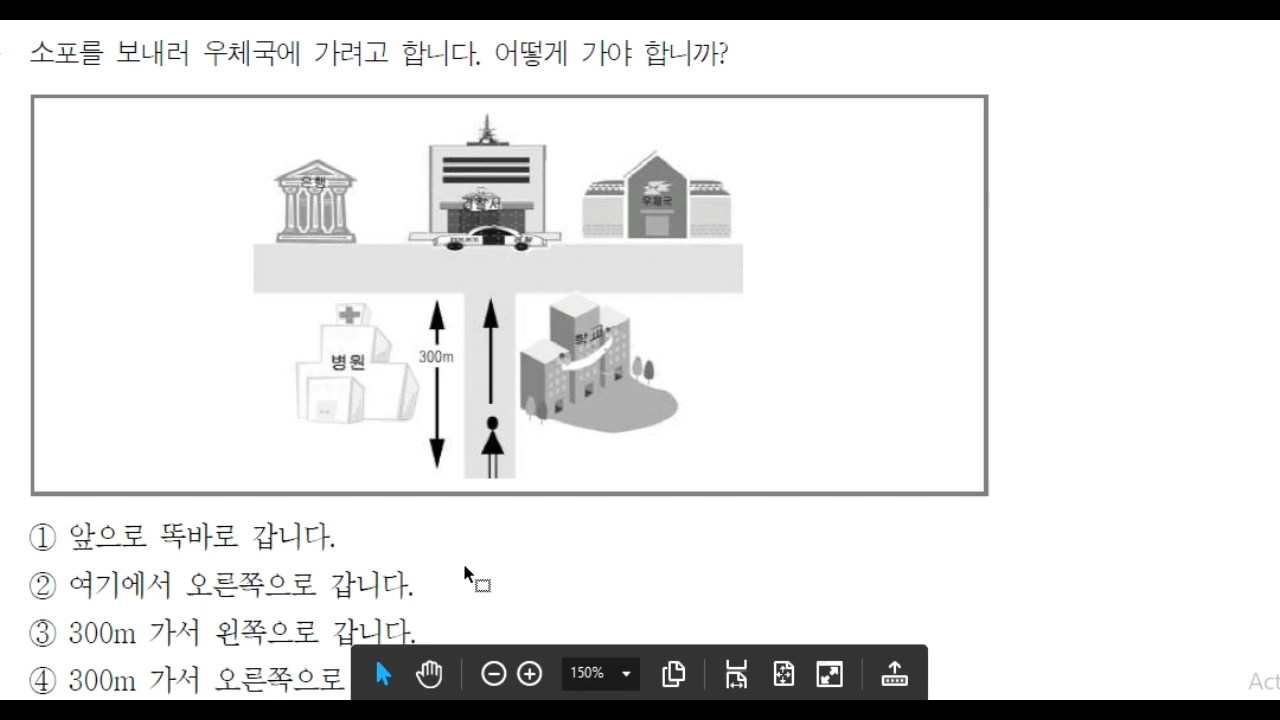 소포를 보내러 우체국에 가려고 합니다. 어떻게 가야 합니까?
은행
경찰서
우체국
경찰
300m
병원
학교
① 앞으로 똑바로 갑니다.
② 여기에서 오른쪽으로 갑니다.
③ 300m 가서 왼쪽으로 갑니다.
④ 300m 가서 오른쪽으로
150%
Act